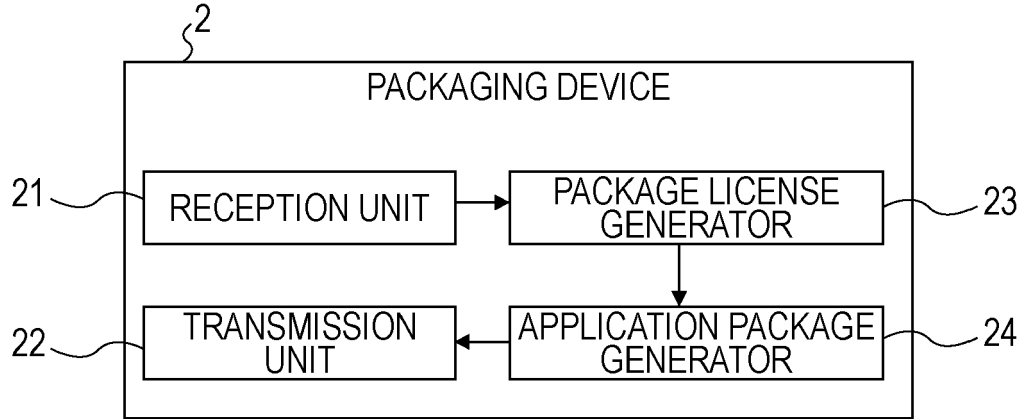 2
PACKAGING DEVICE
21
RECEPTION UNIT
PACKAGE LICENSE
GENERATOR
23
22
TRANSMISSION
UNIT
APPLICATION PACKAGE
GENERATOR
24